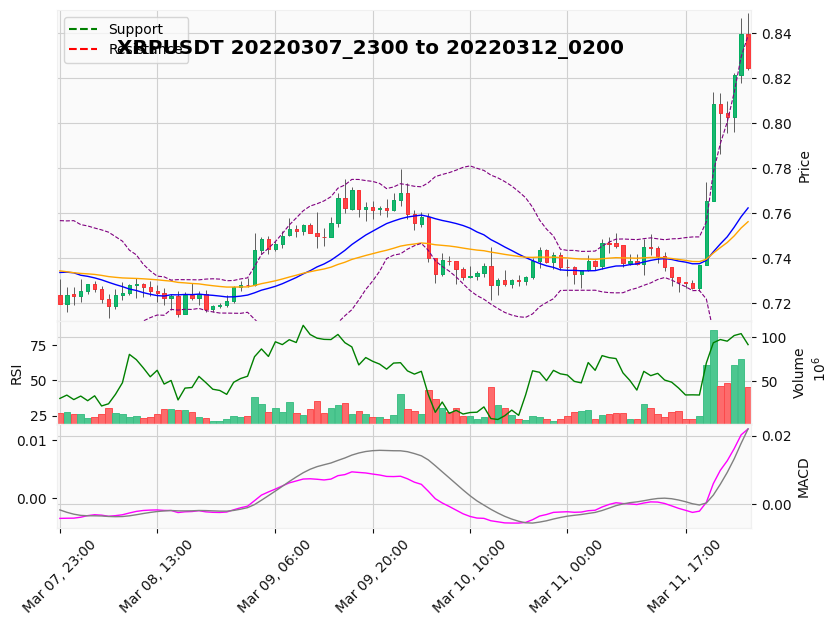 Support
Resistance
XRPUSDT 20220307_2300 to 20220312_0200
0.84
0.82
0.80
0.78
0.76
0.74
0.72
Price
75
50
25
RSI
100
50
Volume
10^6
0.01
0.00
0.02
0.00
MACD
Mar 07, 23:00
Mar 08, 13:00
Mar 09, 06:00
Mar 09, 20:00
Mar 10, 10:00
Mar 11, 00:00
Mar 11, 17:00